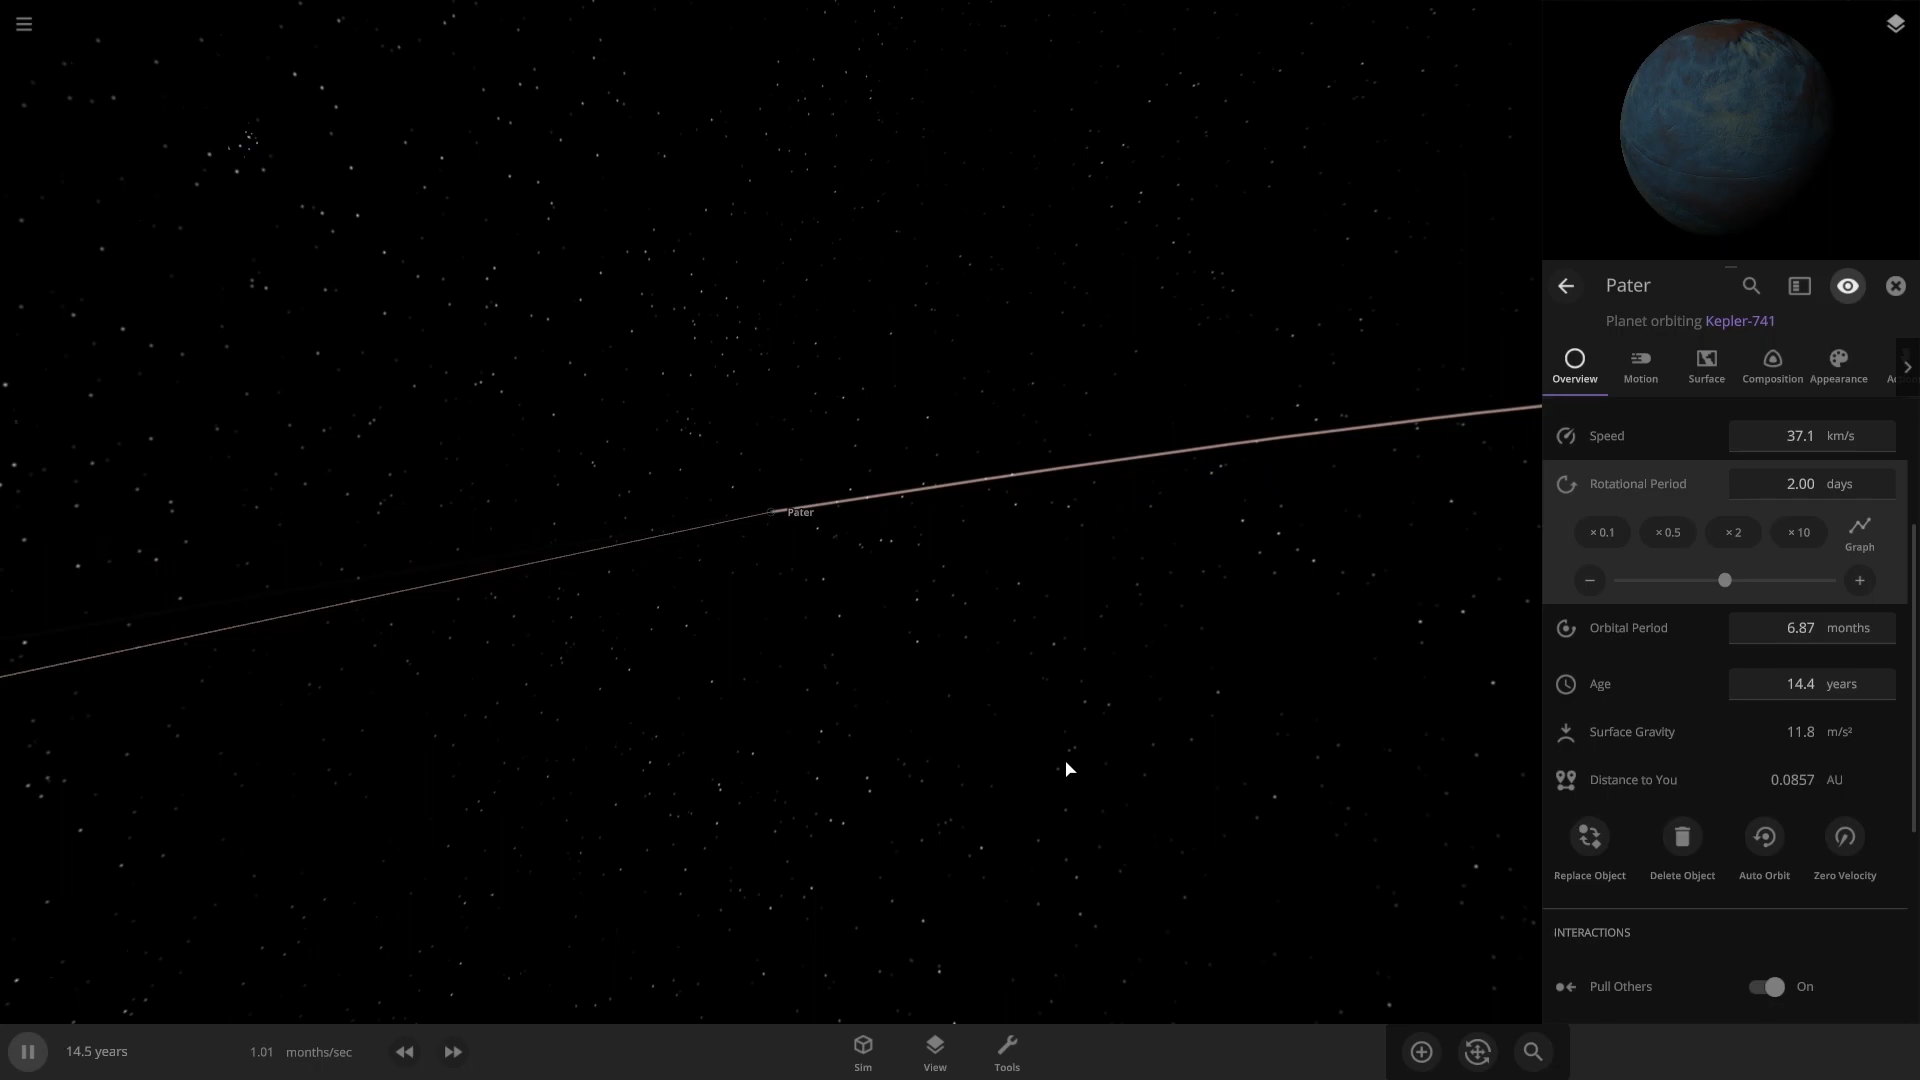 Pater
Pater
Planet orbiting Kepler-741
Overview Motion Surface Composition Appearance
Speed 37.1 km/s
Rotational Period 2.00 days
× 0.1 × 0.5 × 2 × 10 Graph
Orbital Period 6.87 months
Age 14.4 years
Surface Gravity 11.8 m/s²
Distance to You 0.0857 AU
Replace Object Delete Object Auto Orbit Zero Velocity
INTERACTIONS
Pull Others On
14.5 years 1.01 months/sec
Sim View Tools